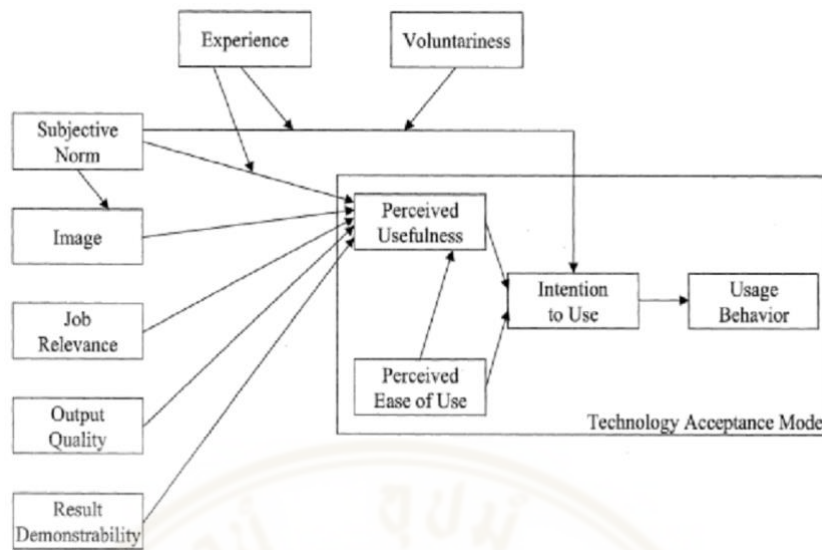 Experience
Voluntariness
Subjective
Norm
Image
Perceived
Usefulness
Intention
to Use
Usage
Behavior
Job
Relevance
Perceived
Ease of Use
Output
Quality
Technology Acceptance Mode
Result
Demonstrability